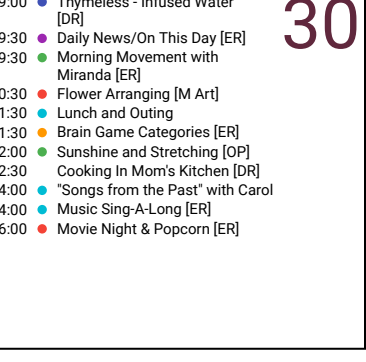 9:00 Thymeless - Infused Water
[DR]
30
9:30 Daily News/On This Day [ER]
9:30 Morning Movement with
Miranda [ER]
0:30 Flower Arranging [M Art]
1:30 Lunch and Outing
1:30 Brain Game Categories [ER]
2:00 Sunshine and Stretching [OP]
2:30 Cooking In Mom's Kitchen [DR]
4:00 "Songs from the Past" with Carol
4:00 Music Sing-A-Long [ER]
6:00 Movie Night & Popcorn [ER]